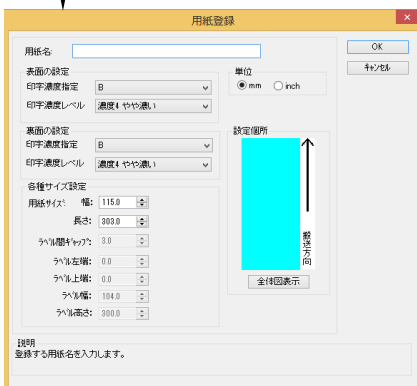 用紙登録
用紙名:
OK
キャンセル
表面の設定
印字濃度指定 B
印字濃度レベル 濃度4 やや濃い
単位
mm inch
裏面の設定
印字濃度指定 B
印字濃度レベル 濃度4 やや濃い
設定個所
搬送方向
全体図表示
各種サイズ設定
用紙サイズ: 幅: 115.0
長さ: 303.0
ラベル間ギャップ: 3.0
ラベル左端: 0.0
ラベル上端: 0.0
ラベル幅: 104.0
ラベル高さ: 300.0
説明
登録する用紙名を入力します。